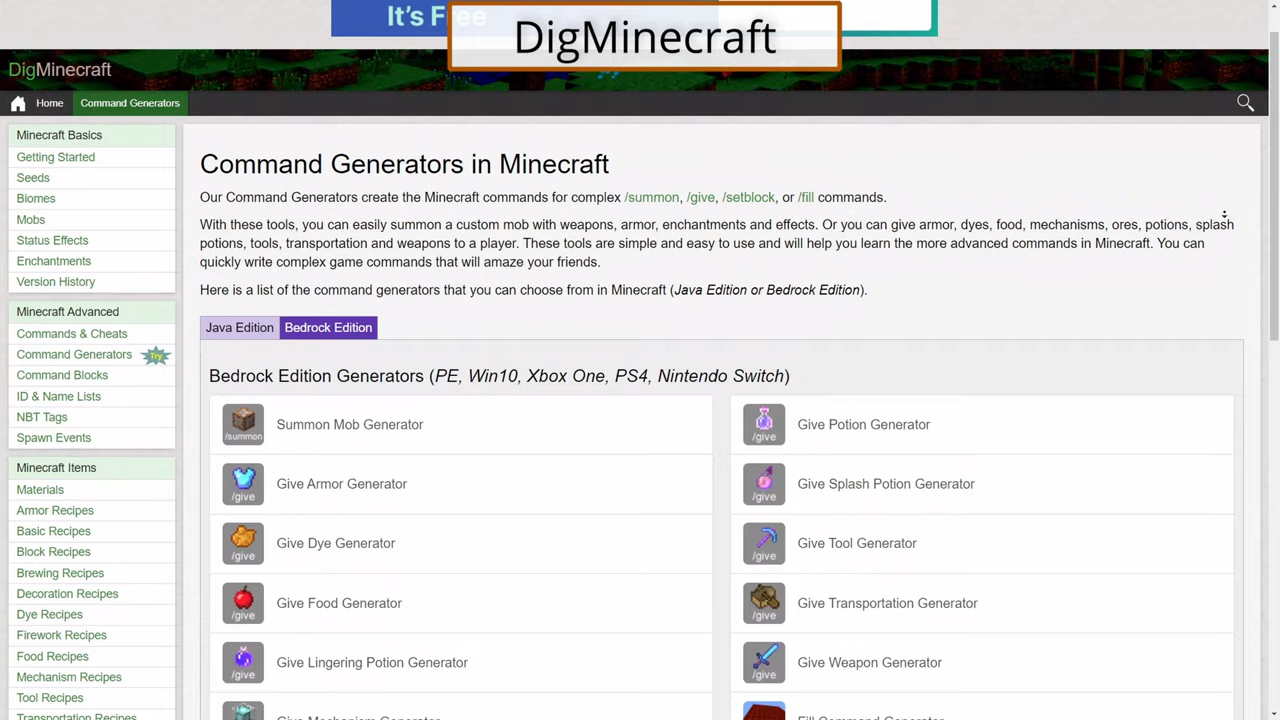 It's Free
DigMinecraft
DigMinecraft
Home
Command Generators
Minecraft Basics
Getting Started
Seeds
Biomes
Mobs
Status Effects
Enchantments
Version History
Minecraft Advanced
Commands & Cheats
Command Generators
Try
Command Blocks
ID & Name Lists
NBT Tags
Spawn Events
Minecraft Items
Materials
Armor Recipes
Basic Recipes
Block Recipes
Brewing Recipes
Decoration Recipes
Dye Recipes
Firework Recipes
Food Recipes
Mechanism Recipes
Tool Recipes
Transportation Recipes
Command Generators in Minecraft
Our Command Generators create the Minecraft commands for complex /summon, /give, /setblock, or /fill commands.
With these tools, you can easily summon a custom mob with weapons, armor, enchantments and effects. Or you can give armor, dyes, food, mechanisms, ores, potions, splash
potions, tools, transportation and weapons to a player. These tools are simple and easy to use and will help you learn the more advanced commands in Minecraft. You can
quickly write complex game commands that will amaze your friends.
Here is a list of the command generators that you can choose from in Minecraft (Java Edition or Bedrock Edition).
Java Edition
Bedrock Edition
Bedrock Edition Generators (PE, Win10, Xbox One, PS4, Nintendo Switch)
/summon
Summon Mob Generator
/give
Give Potion Generator
/give
Give Armor Generator
/give
Give Splash Potion Generator
/give
Give Dye Generator
/give
Give Tool Generator
/give
Give Food Generator
/give
Give Transportation Generator
/give
Give Lingering Potion Generator
/give
Give Weapon Generator
Give Mechanism Generator
Fill Command Generator